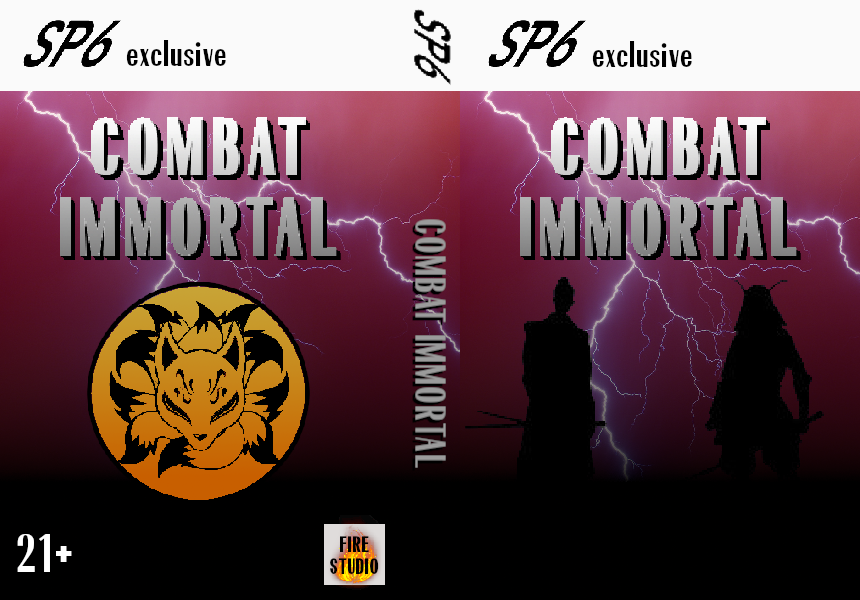 SP6 exclusive
COMBAT
IMMORTAL
21+
FIRE
STUDIO
SP6
COMBAT IMMORTAL
SP6 exclusive
COMBAT
IMMORTAL